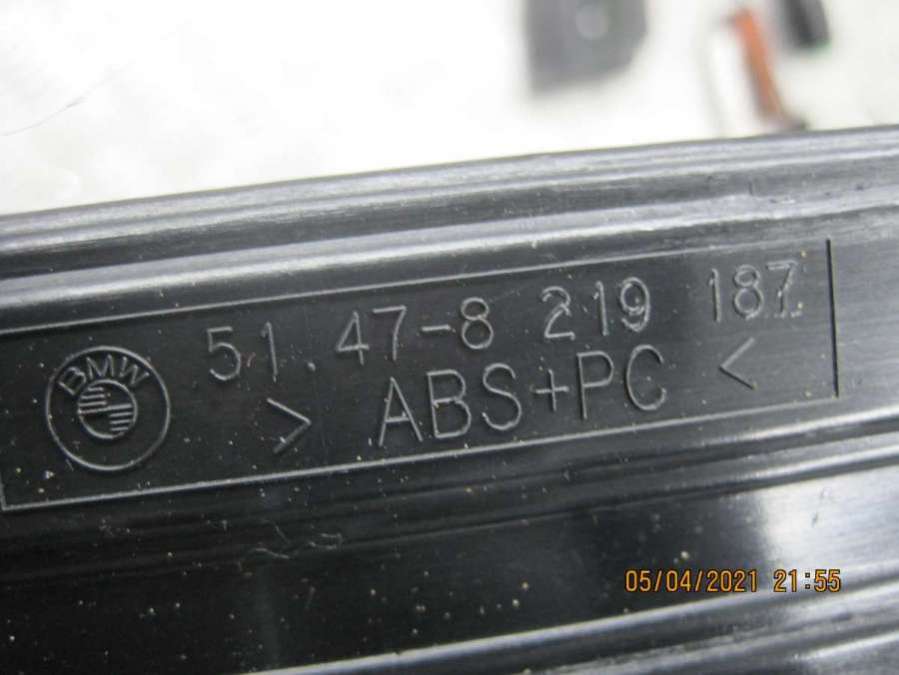 BMW
51.47-8 219 187
> ABS+PC <
05/04/2021 21:55